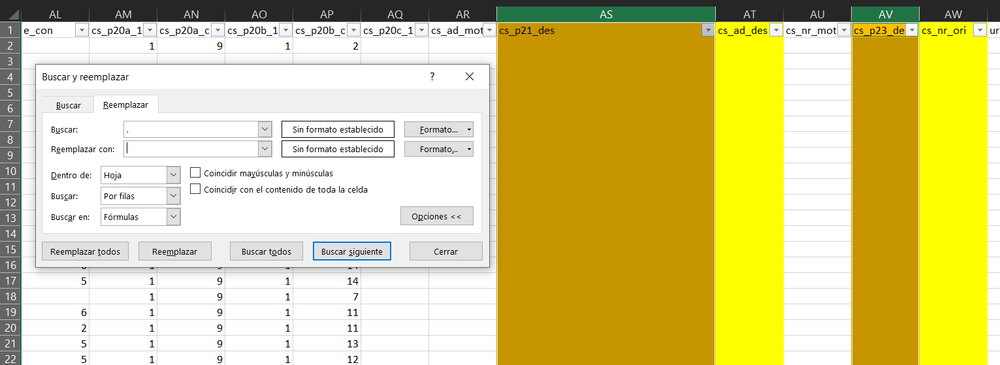 AL AM AN AO AP AQ AR AS AT AU AV AW
1 e_con cs_p20a_1 cs_p20a_c cs_p20b_1 cs_p20b_c cs_p20c_1 cs_ad_mot cs_p21_des cs_ad_des cs_nr_mot cs_p23_de cs_nr_ori ur
2 1 9 1 2
3
4 Buscar y reemplazar ?
5
6 Buscar Reemplazar
7 Buscar: , Sin formato establecido Formato...
8 Reemplazar con: Sin formato establecido Formato...
9
10 Dentro de: Hoja Coincidir mayúsculas y minúsculas
11 Buscar: Por filas Coincidir con el contenido de toda la celda
12
13 Buscar en: Fórmulas Opciones <<
14
15 Reemplazar todos Reemplazar Buscar todos Buscar siguiente Cerrar
16
17 5 1 9 1 14
18 1 9 1 7
19 6 1 9 1 11
20 2 1 9 1 11
21 5 1 9 1 13
22 5 1 9 1 12